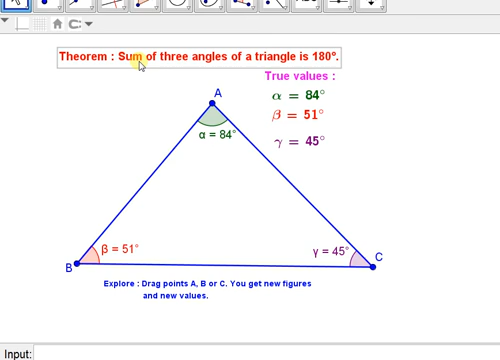 Theorem : Sum of three angles of a triangle is 180º.
True values :
α = 84°
β = 51°
γ = 45°
A
α = 84°
β = 51°
γ = 45°
B
C
Explore : Drag points A, B or C. You get new figures
and new values.
Input: